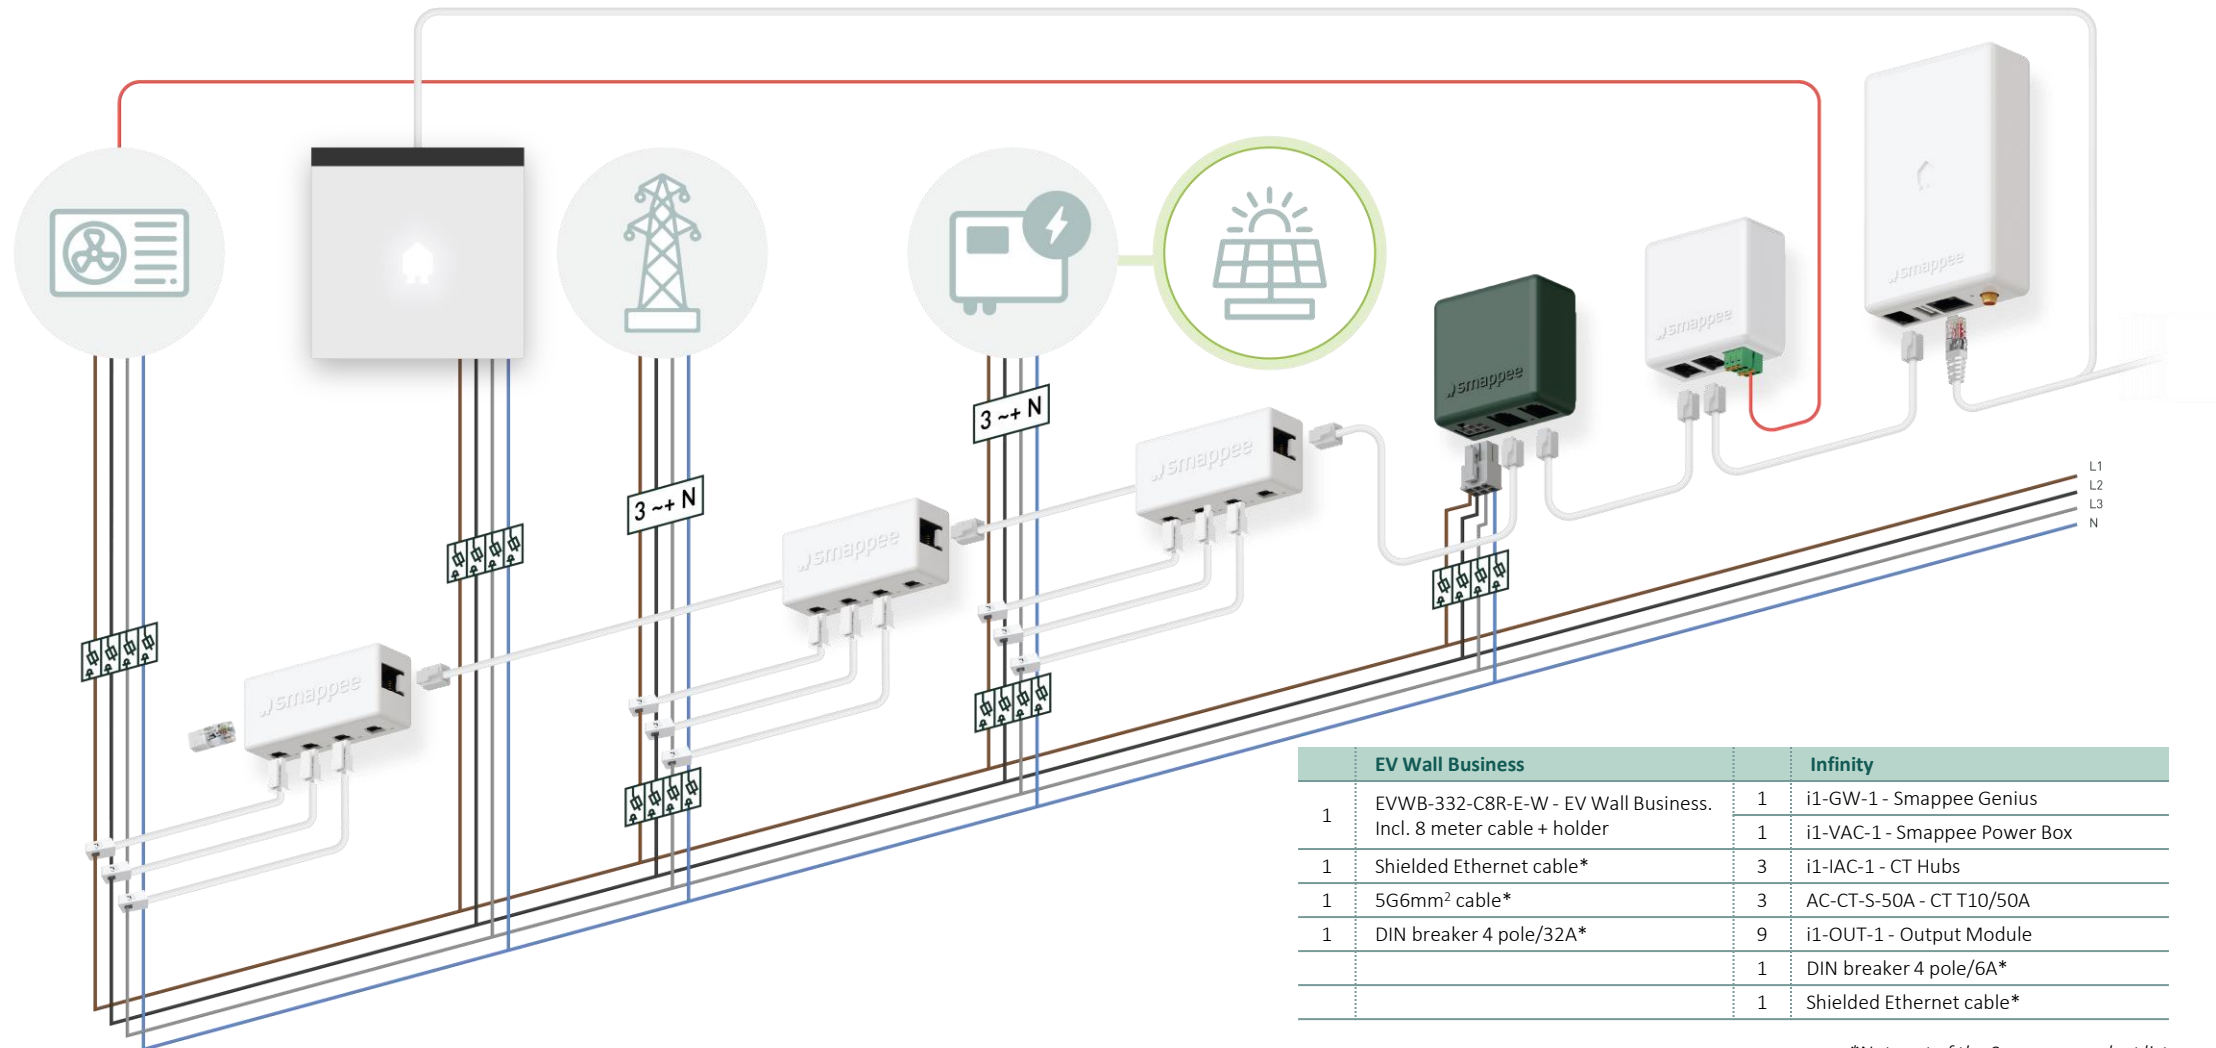 smappee
smappee
smappee
3 ~+ N
smappee
smappee
3 ~+ N
smappee
L1
L2
L3
N
EV Wall Business
Infinity
1
EVWB-332-C8R-E-W - EV Wall Business.
Incl. 8 meter cable + holder
1
i1-GW-1 - Smappee Genius
1
i1-VAC-1 - Smappee Power Box
1
Shielded Ethernet cable*
3
i1-IAC-1 - CT Hubs
1
5G6mm² cable*
3
AC-CT-S-50A - CT T10/50A
1
DIN breaker 4 pole/32A*
9
i1-OUT-1 - Output Module
1
DIN breaker 4 pole/6A*
1
Shielded Ethernet cable*